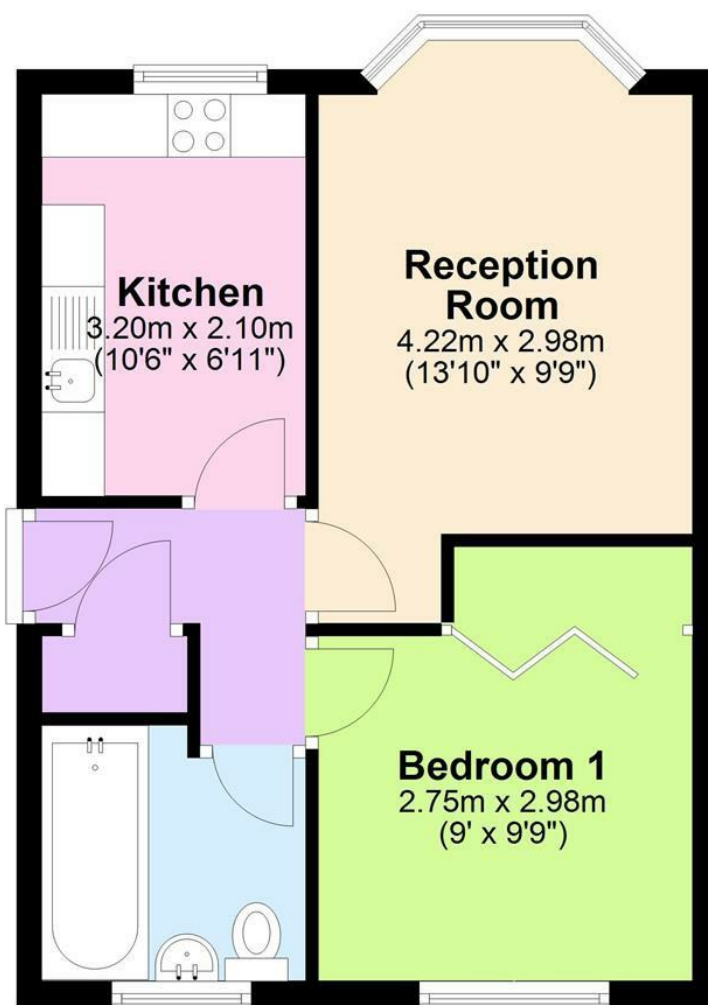 Kitchen
3.20m x 2.10m
(10'6" x 6'11")
Reception
Room
4.22m x 2.98m
(13'10" x 9'9")
Bedroom 1
2.75m x 2.98m
(9' x 9'9")